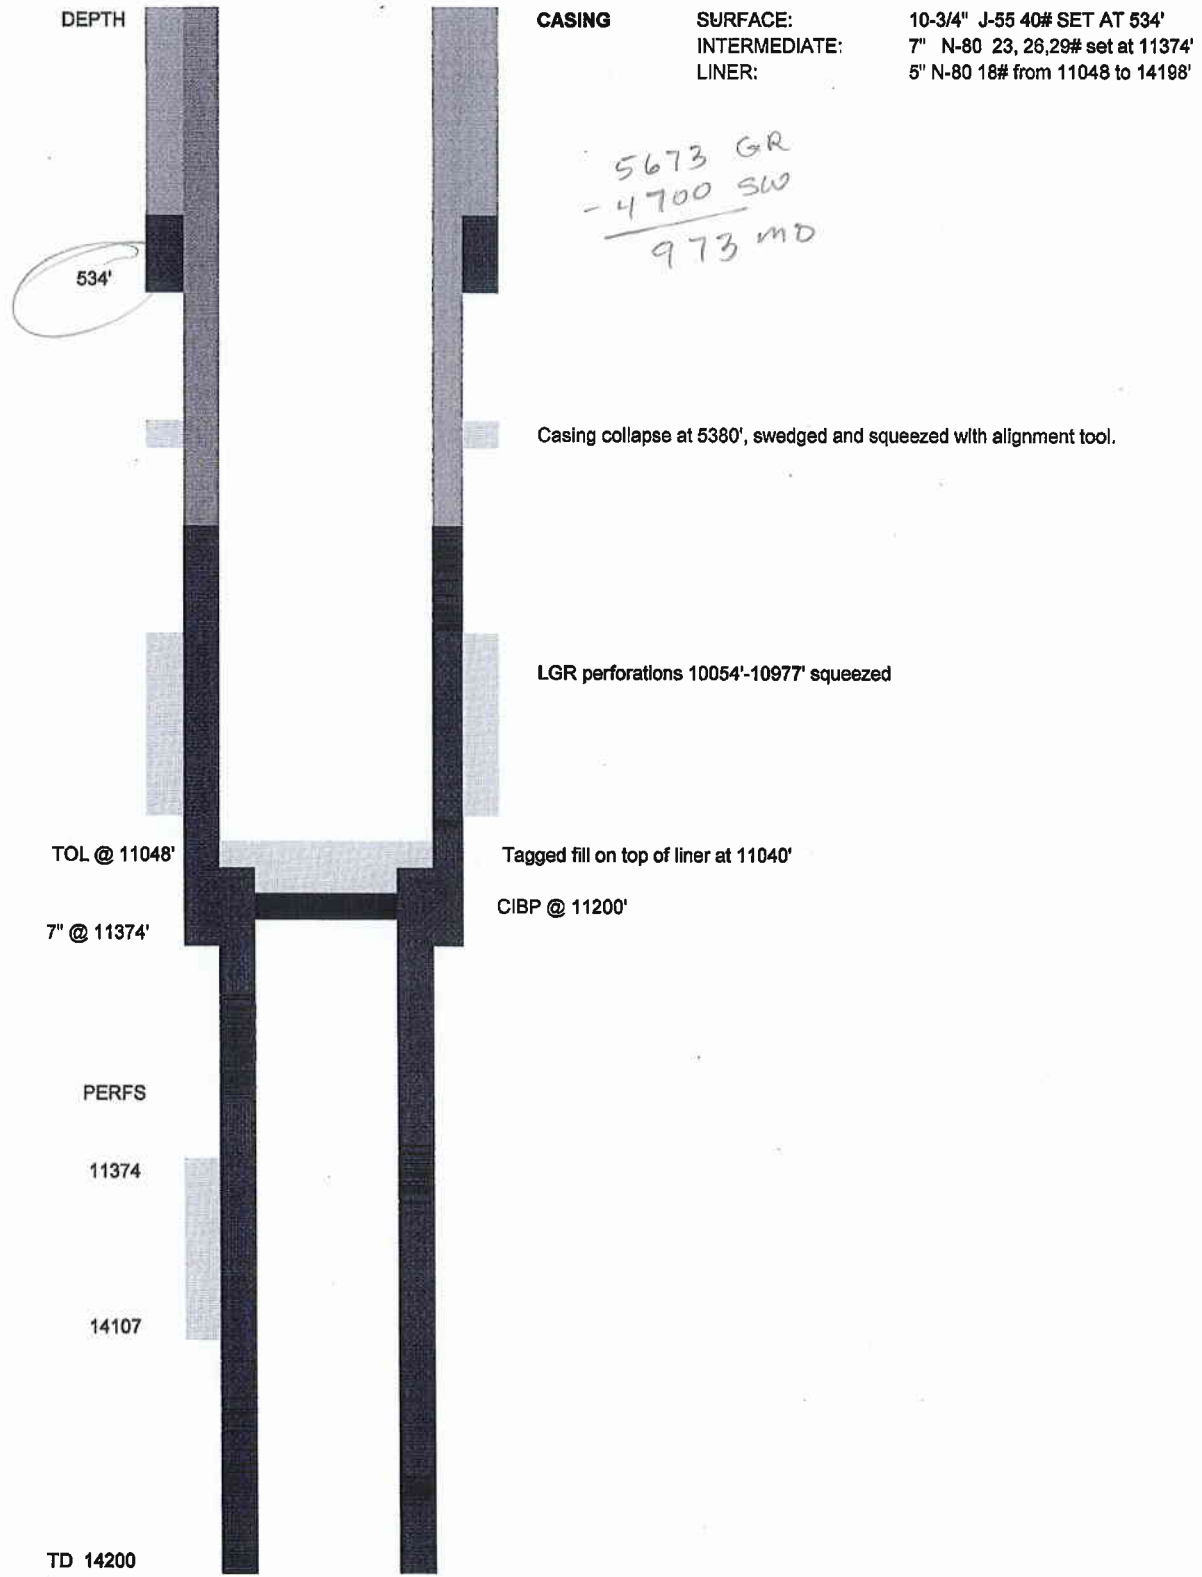 DEPTH
CASING SURFACE: 10-3/4" J-55 40# SET AT 534'
INTERMEDIATE: 7" N-80 23, 26,29# set at 11374'
LINER: 5" N-80 18# from 11048 to 14198'
5673 GR
- 4700 SW
973 MD
534'
Casing collapse at 5380', swedged and squeezed with alignment tool.
LGR perforations 10054'-10977' squeezed
TOL @ 11048' Tagged fill on top of liner at 11040'
CIBP @ 11200'
7" @ 11374'
PERFS
11374
14107
TD 14200